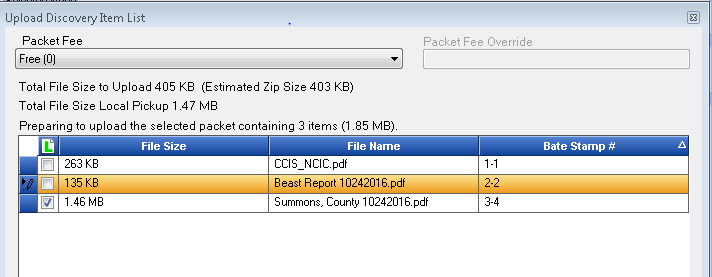 Upload Discovery Item List
Packet Fee Packet Fee Override
Free (0)
Total File Size to Upload 405 KB (Estimated Zip Size 403 KB)
Total File Size Local Pickup 1.47 MB
Preparing to upload the selected packet containing 3 items (1.85 MB).
L File Size File Name Bate Stamp #
263 KB CCIS_NCIC.pdf 1-1
135 KB Beast Report 10242016.pdf 2-2
1.46 MB Summons, County 10242016.pdf 3-4